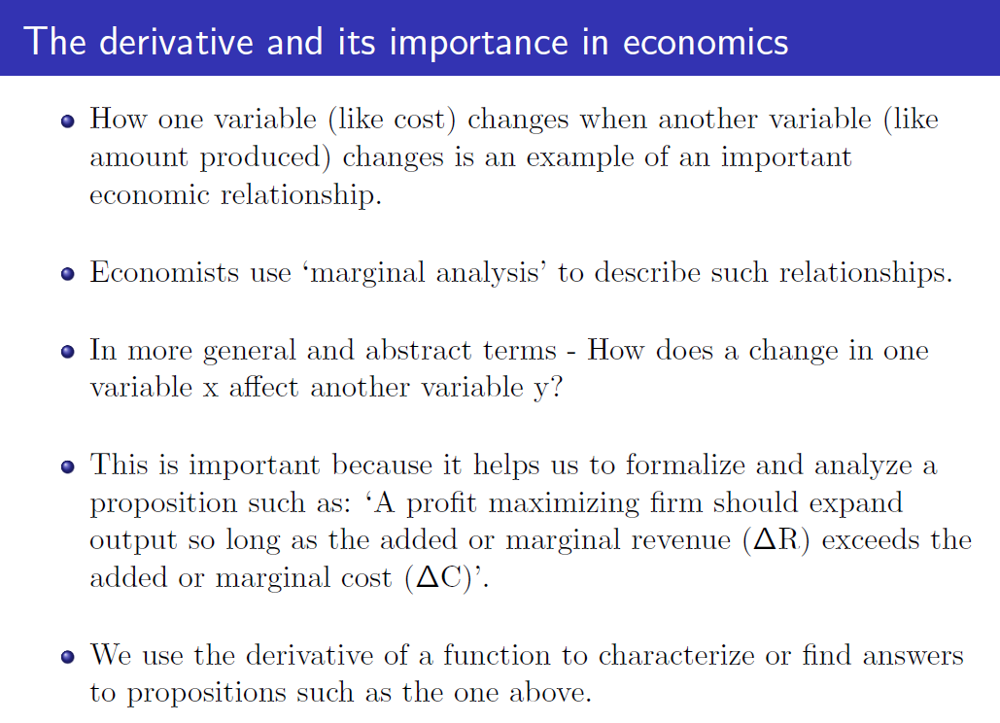 The derivative and its importance in economics
How one variable (like cost) changes when another variable (like
amount produced) changes is an example of an important
economic relationship.
Economists use ‘marginal analysis’ to describe such relationships.
In more general and abstract terms - How does a change in one
variable x affect another variable y?
This is important because it helps us to formalize and analyze a
proposition such as: ‘A profit maximizing firm should expand
output so long as the added or marginal revenue (ΔR) exceeds the
added or marginal cost (ΔC)’.
We use the derivative of a function to characterize or find answers
to propositions such as the one above.